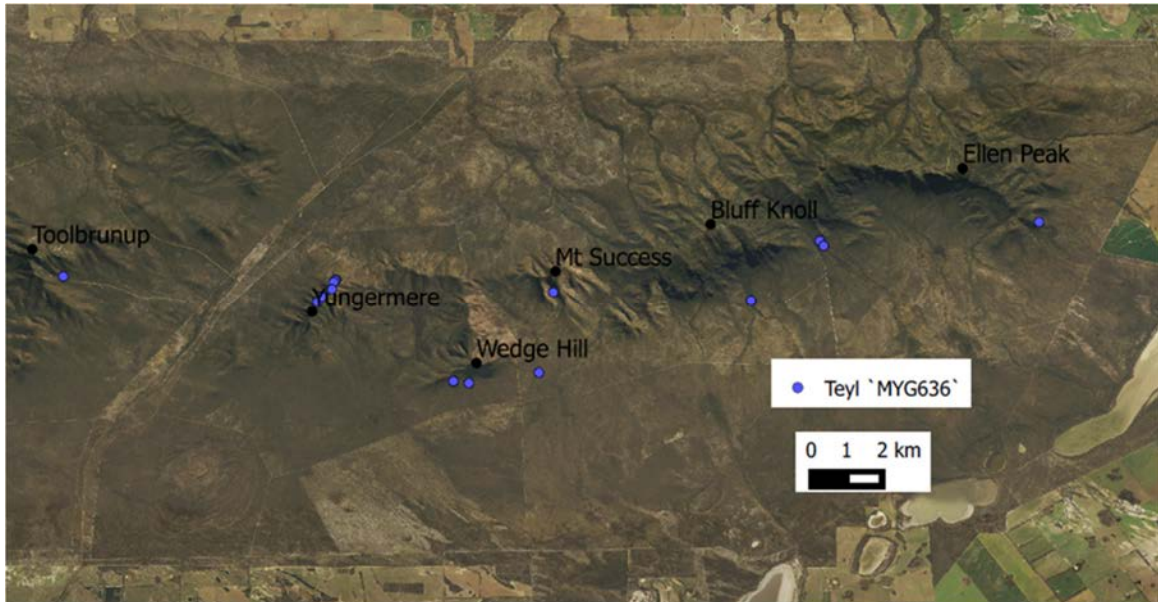 Ellen Peak
Bluff Knoll
Toolbrunup
Mt Success
Yungermere
Wedge Hill
Teyl `MYG636`
0 1 2 km